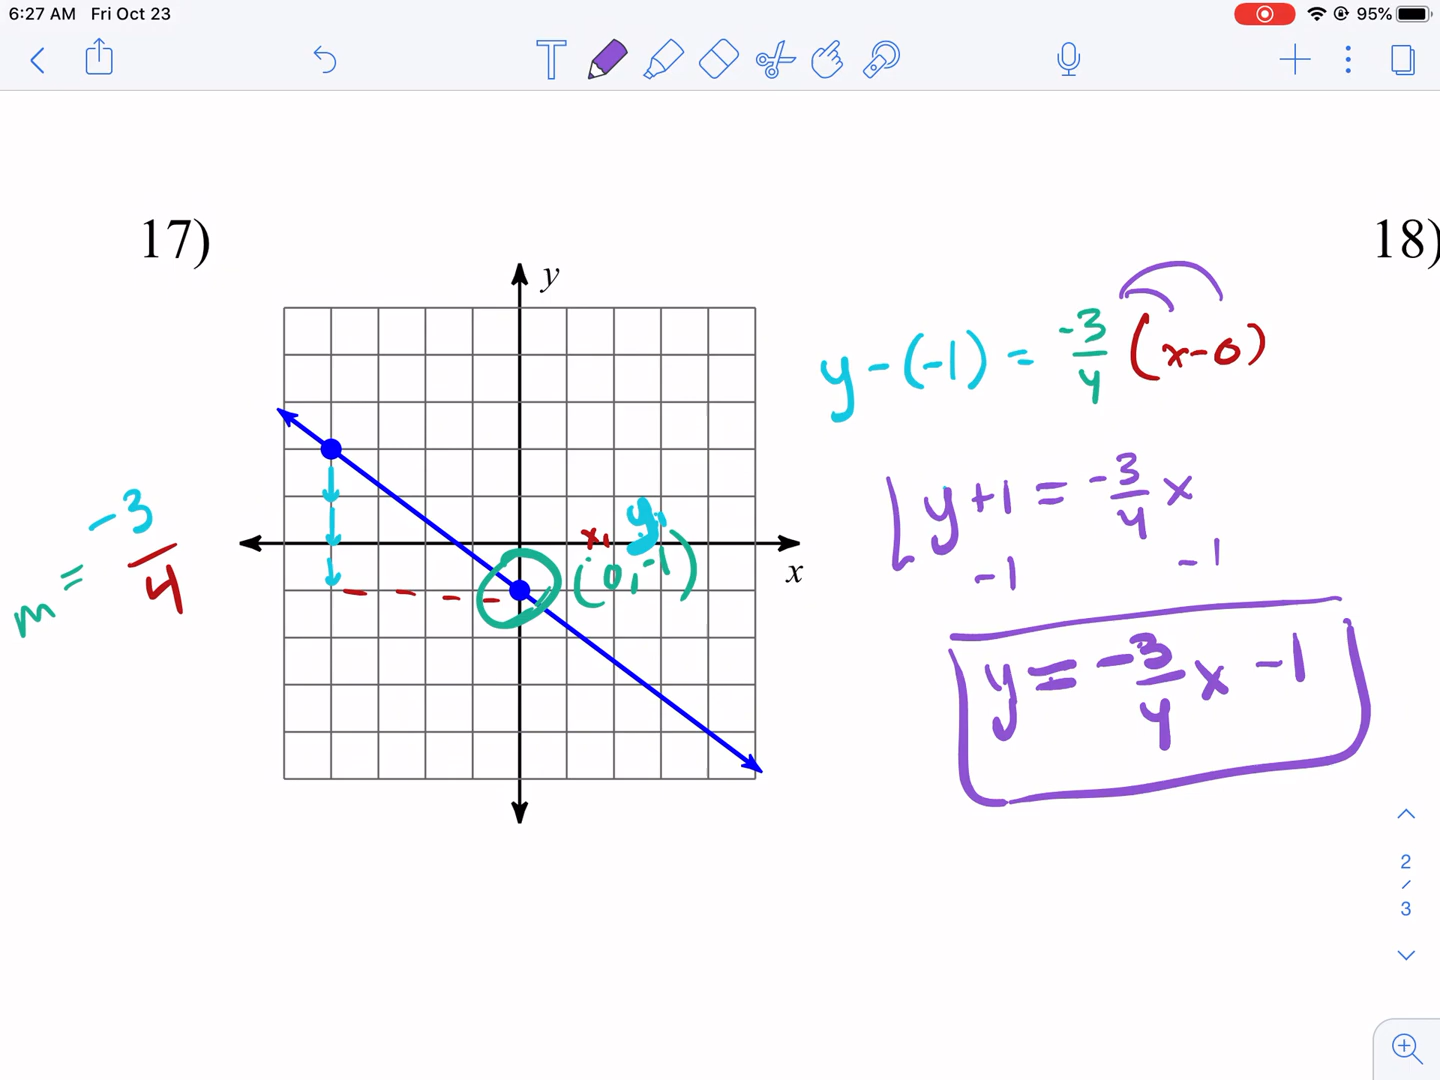 6:27 AM Fri Oct 23
95%
T
17)
18)
y
x
y-(-1) = -3/4 (x-0)
y+1 = -3/4 x
-1 -1
y = -3/4 x -1
m = -3/4
x₁ y₁
(0, -1)
2
/
3